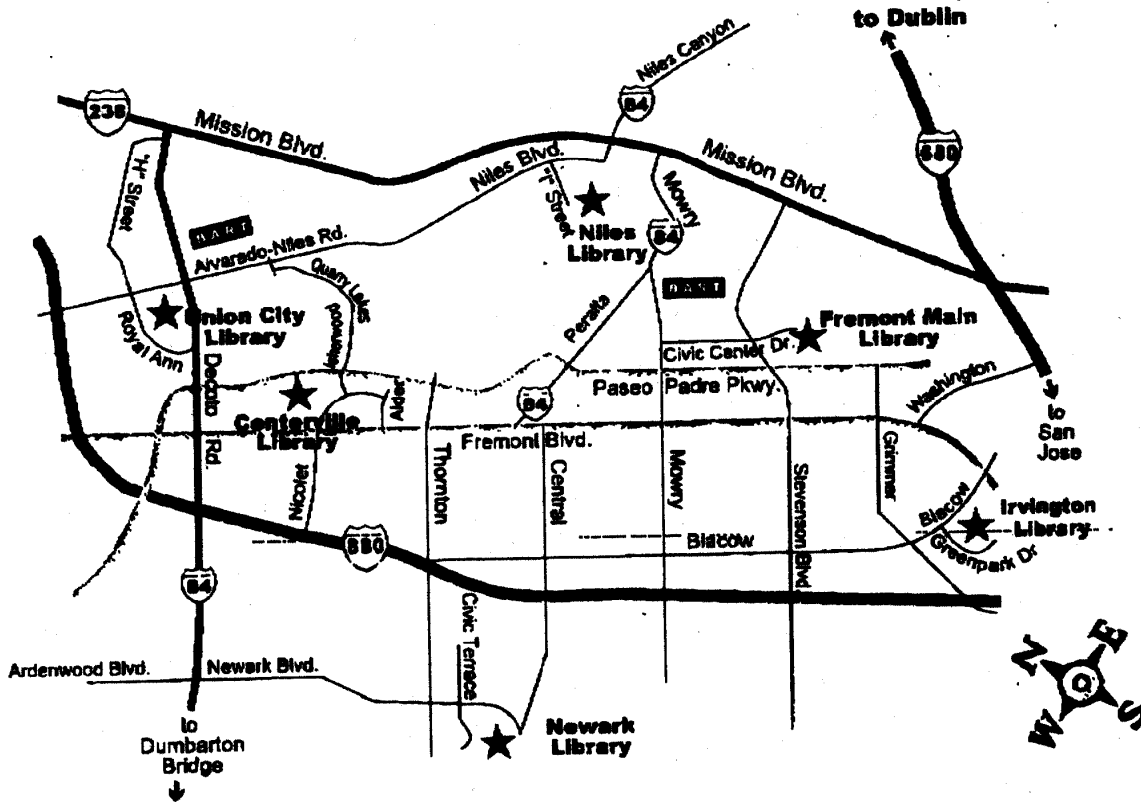 to Dublin
Niles Canyon
84
238
Mission Blvd.
Niles Blvd.
Mission Blvd.
680
"H" Street
"I" Street
Mowry
BART
Alvarado-Niles Rd.
Niles
Library
84
Quarry Lakes
BART
Union City
Library
Royal Ann
Peralta
Fremont Main
Library
Civic Center Dr.
Decoto
Rd.
Paseo Padre Pkwy.
Washington
84
Alder
Centerville
Library
Fremont Blvd.
to
San
Jose
Nicolet
Thornton
Central
Mowry
Stevenson Blvd.
Grimmer
Blacow
Irvington
Library
Greenpark Dr
880
Blacow
84
Civic Terrace
Ardenwood Blvd.
Newark Blvd.
N
E
W
S
to
Dumbarton
Bridge
Newark
Library